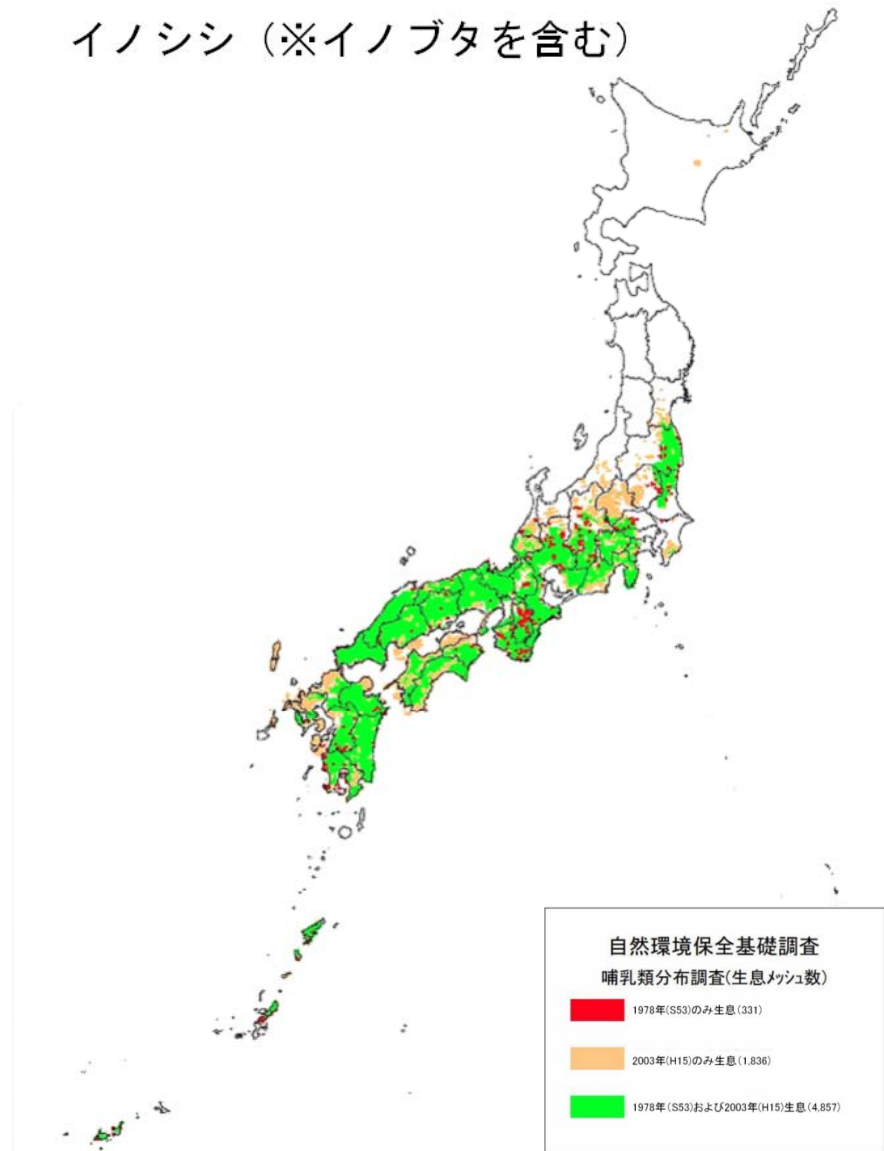 イノシシ（※イノブタを含む）
自然環境保全基礎調査
哺乳類分布調査(生息メッシュ数)
1978年(S53)のみ生息(331)
2003年(H15)のみ生息(1,836)
1978年(S53)および2003年(H15)生息(4,857)